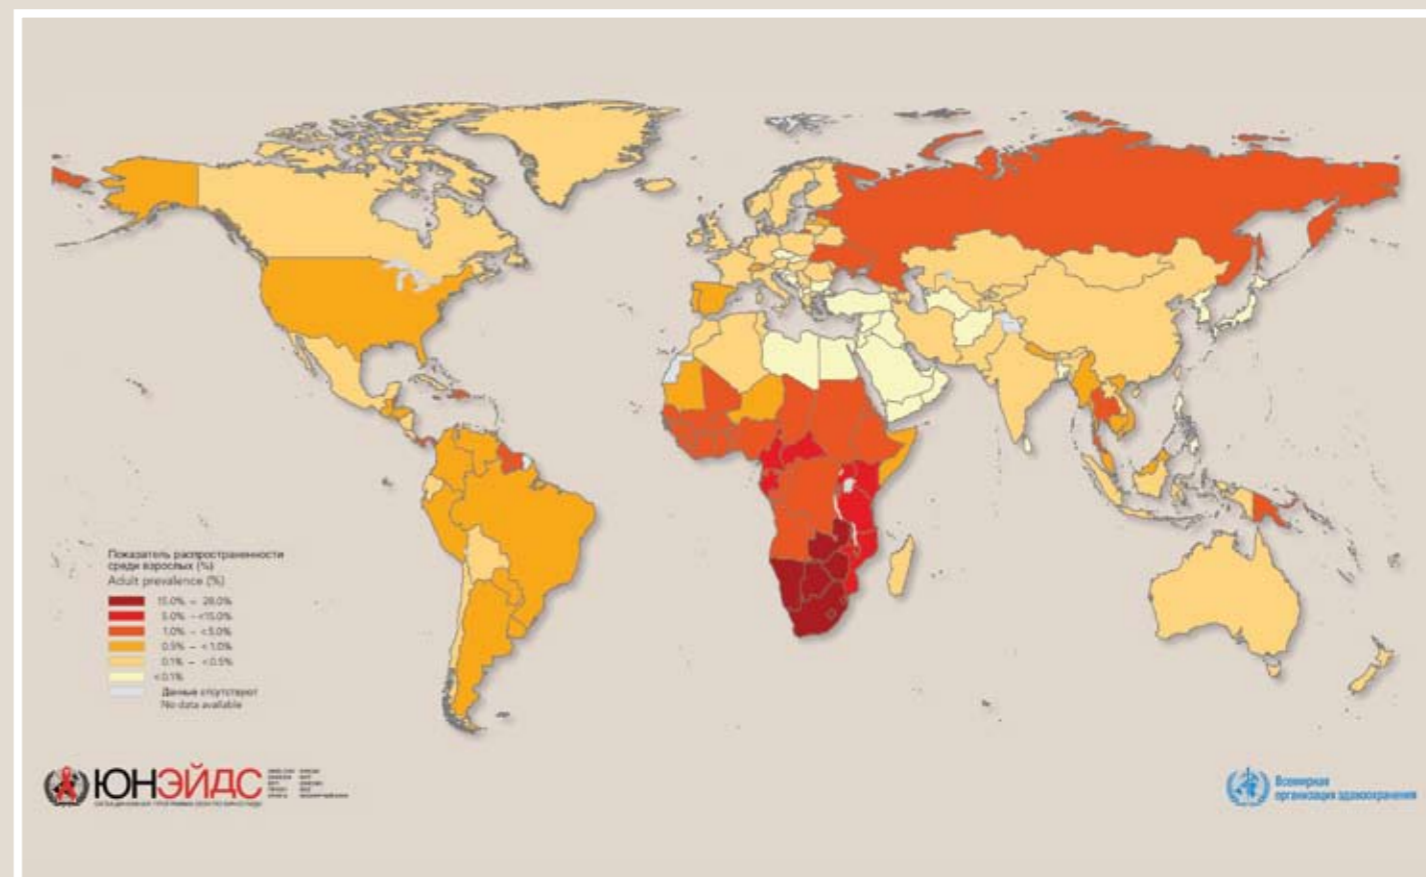 Показатель распространенности
среди взрослых (%)
Adult prevalence (%)
15.0% – 28.0%
5.0% – <15.0%
1.0% – <5.0%
0.5% – <1.0%
0.1% – <0.5%
<0.1%
Данные отсутствуют
No data available
ЮНЭЙДС
Всемирная
организация здравоохранения